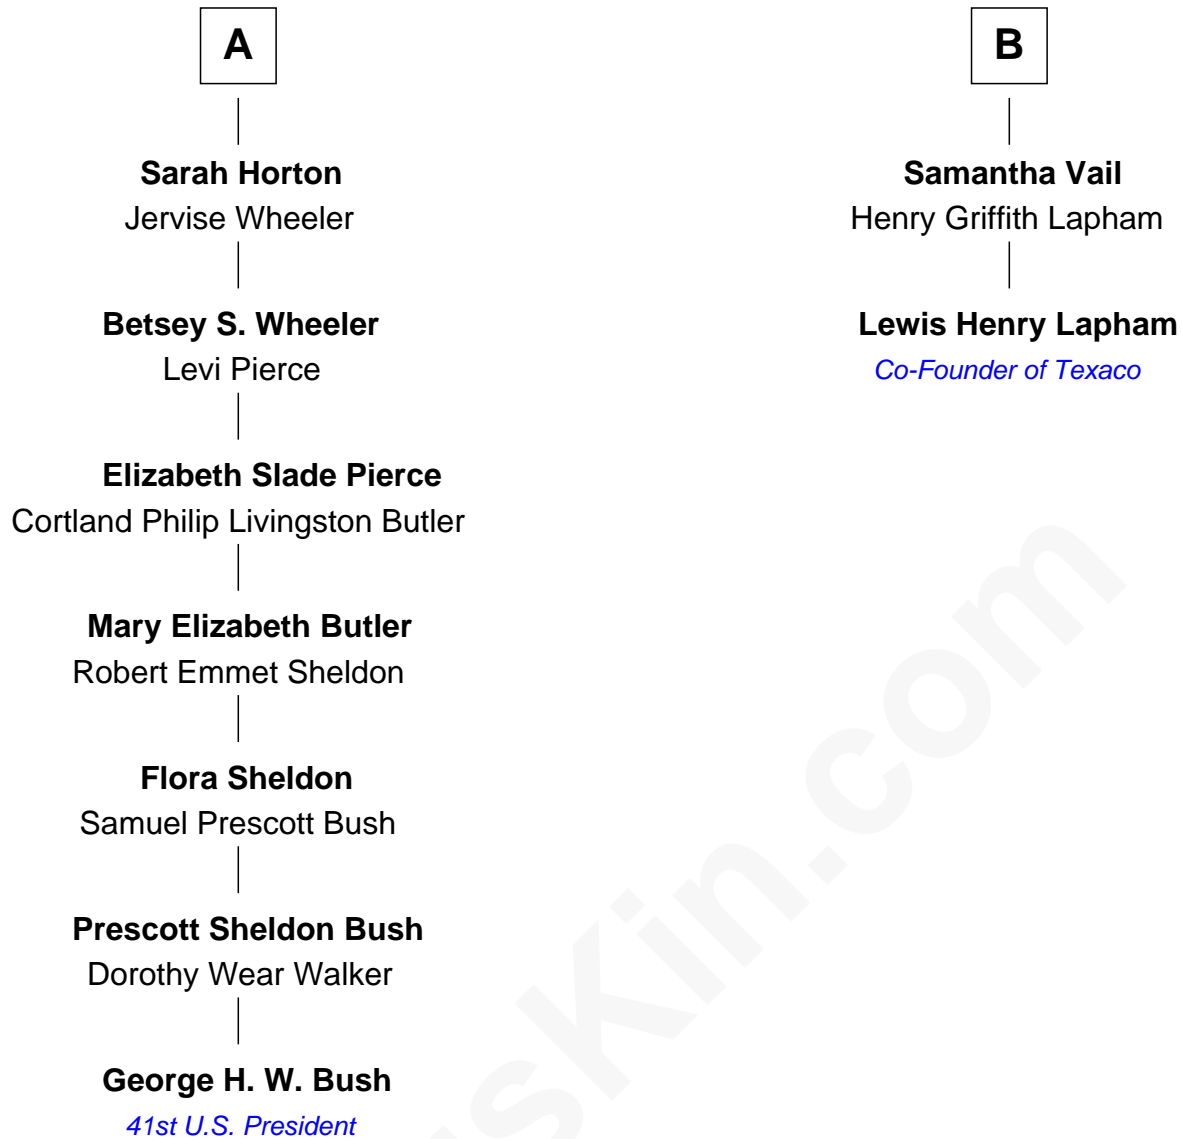 A
Sarah Horton
Jervise Wheeler
Betsey S. Wheeler
Levi Pierce
Elizabeth Slade Pierce
Cortland Philip Livingston Butler
Mary Elizabeth Butler
Robert Emmet Sheldon
Flora Sheldon
Samuel Prescott Bush
Prescott Sheldon Bush
Dorothy Wear Walker
George H. W. Bush
41st U.S. President
B
Samantha Vail
Henry Griffith Lapham
Lewis Henry Lapham
Co-Founder of Texaco
sKin.com